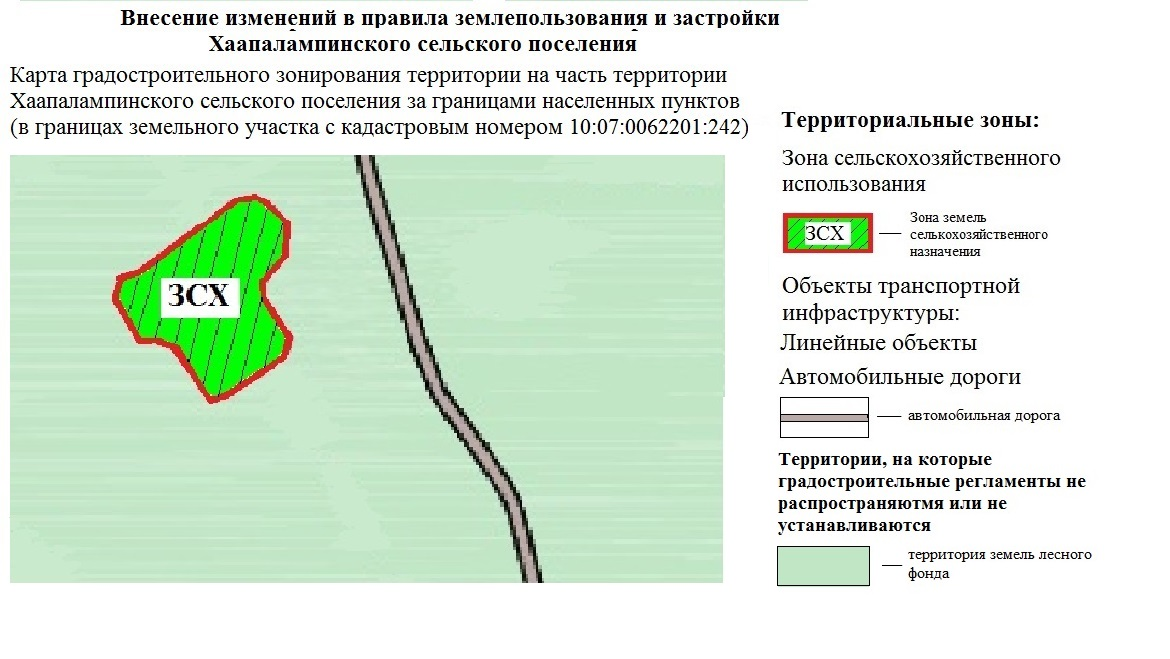 Внесение изменений в правила землепользования и застройки
Хаапалампинского сельского поселения
Карта градостроительного зонирования территории на часть территории
Хаапалампинского сельского поселения за границами населенных пунктов
(в границах земельного участка с кадастровым номером 10:07:0062201:242)
ЗСХ
Территориальные зоны:
Зона сельскохозяйственного
использования
ЗСХ
Зона земель
селькохозяйственного
назначения
Объекты транспортной
инфраструктуры:
Линейные объекты
Автомобильные дороги
автомобильная дорога
Территории, на которые
градостроительные регламенты не
распространяютмя или не
устанавливаются
территория земель лесного
фонда